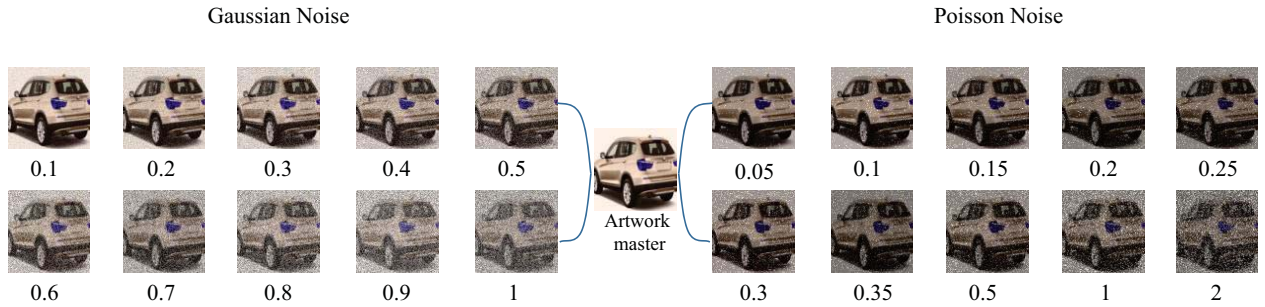 Gaussian Noise
Poisson Noise
0.1 0.2 0.3 0.4 0.5
0.05 0.1 0.15 0.2 0.25
Artwork
master
0.6 0.7 0.8 0.9 1
0.3 0.35 0.5 1 2